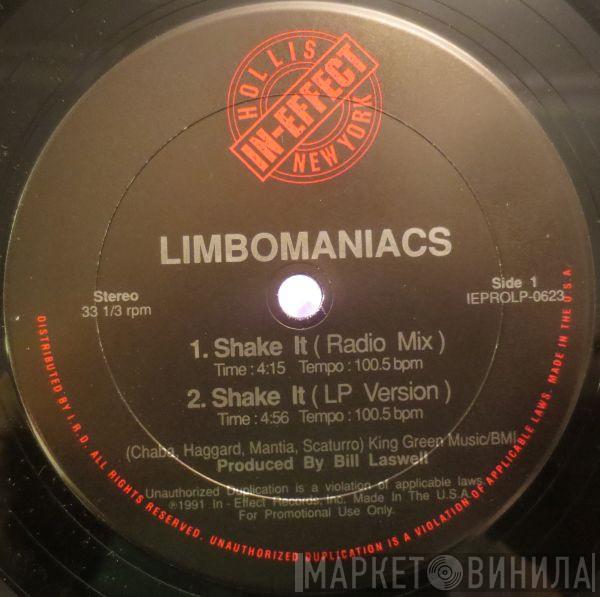 HOLLIS
IN-EFFECT
NEW YORK
LIMBOMANIACS
Stereo
33 1/3 rpm
Side 1
IEPROLP-0623
1. Shake It ( Radio Mix )
Time : 4:15 Tempo : 100.5 bpm
2. Shake It ( LP Version )
Time : 4:56 Tempo : 100.5 bpm
(Chaba, Haggard, Mantia, Scaturro) King Green Music/BMI
Produced By Bill Laswell
Unauthorized Duplication is a violation of applicable laws.
℗1991 In - Effect Records, Inc. Made In The U.S.A.
For Promotional Use Only.
DISTRIBUTED BY I.R.D. ALL RIGHTS RESERVED. UNAUTHORIZED DUPLICATION IS A VIOLATION OF APPLICABLE LAWS. MADE IN THE U.S.A.
МАРКЕТ ВИНИЛА